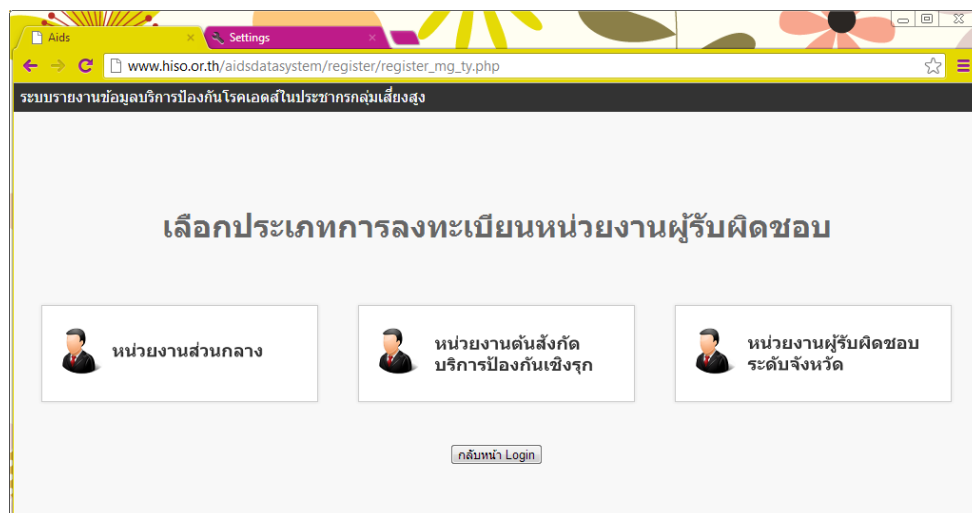 Aids
Settings
www.hiso.or.th/aidsdatasystem/register/register_mg_ty.php
ระบบรายงานข้อมูลบริการป้องกันโรคเอดส์ในประชากรกลุ่มเสี่ยงสูง
เลือกประเภทการลงทะเบียนหน่วยงานผู้รับผิดชอบ
หน่วยงานส่วนกลาง
หน่วยงานต้นสังกัด
บริการป้องกันเชิงรุก
หน่วยงานผู้รับผิดชอบ
ระดับจังหวัด
กลับหน้า Login